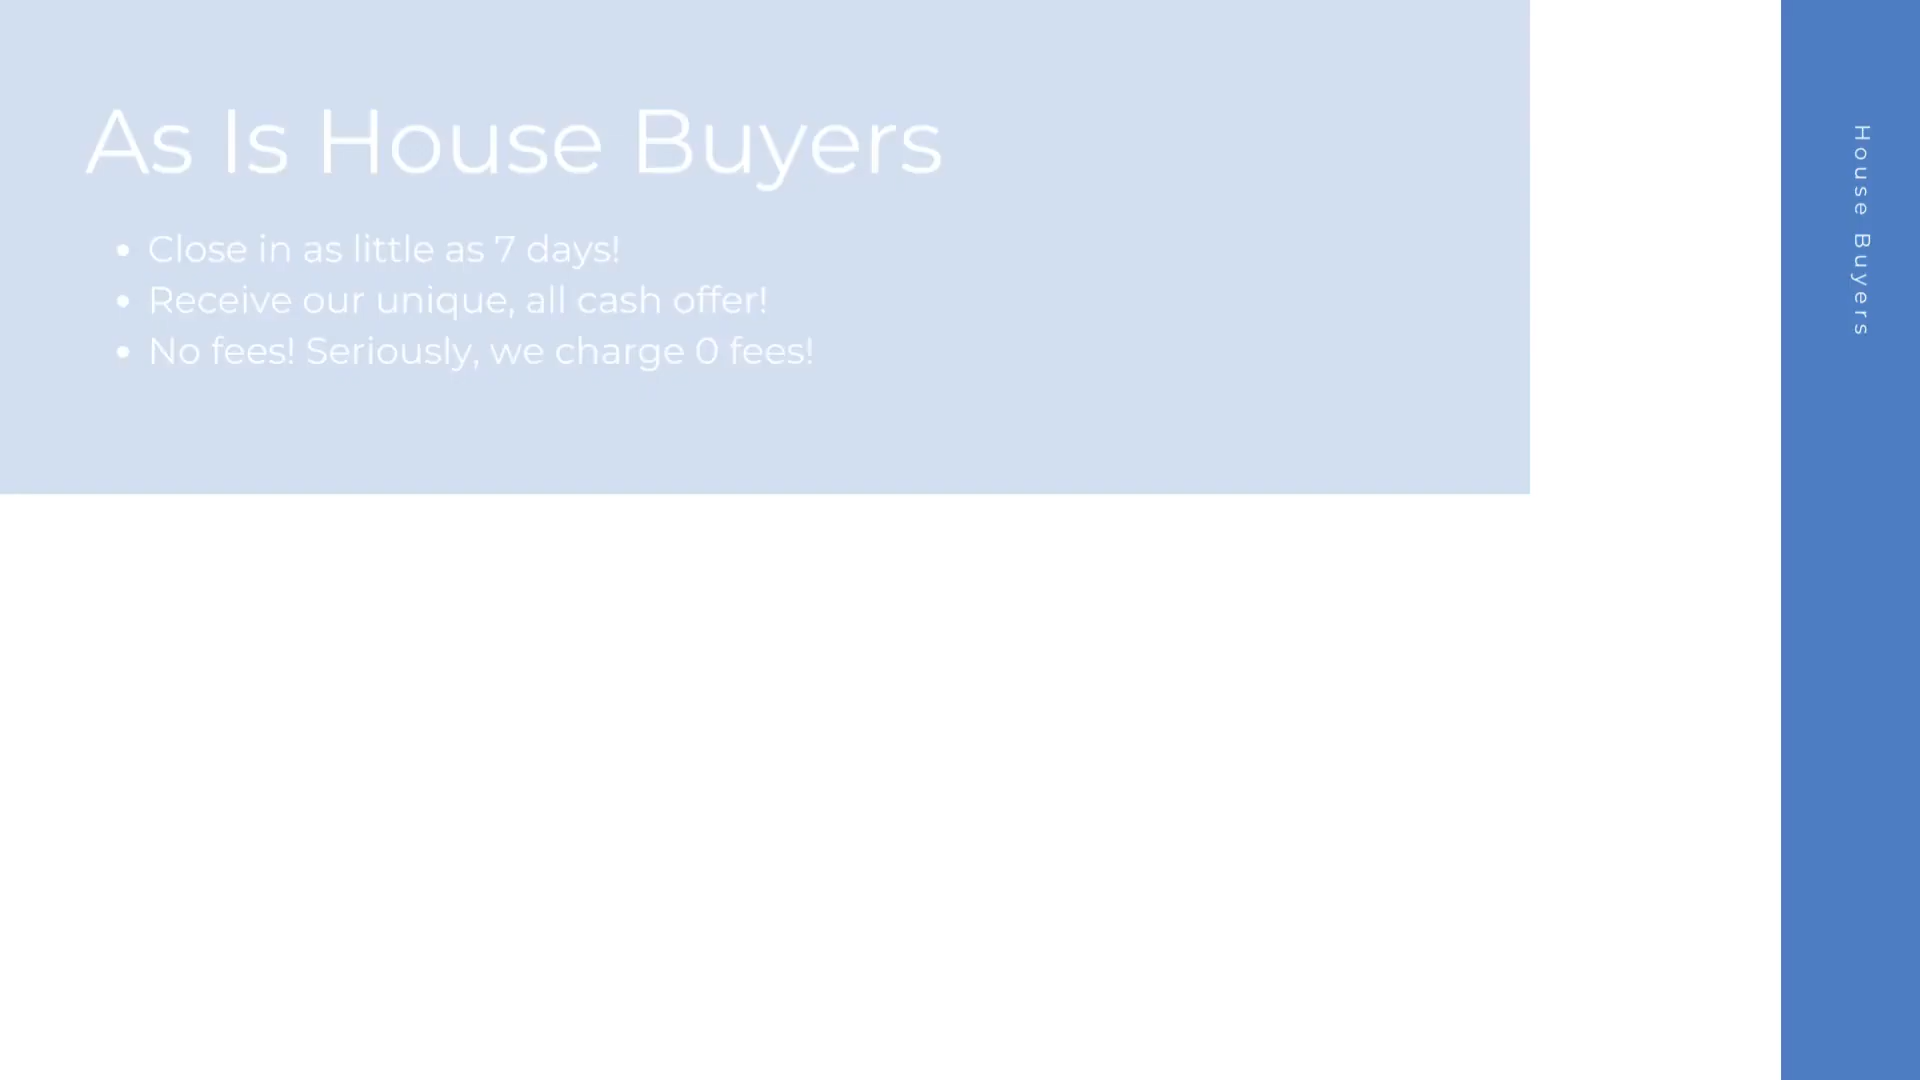 As Is House Buyers
• Close in as little as 7 days!
• Receive our unique, all cash offer!
• No fees! Seriously, we charge 0 fees!
House Buyers